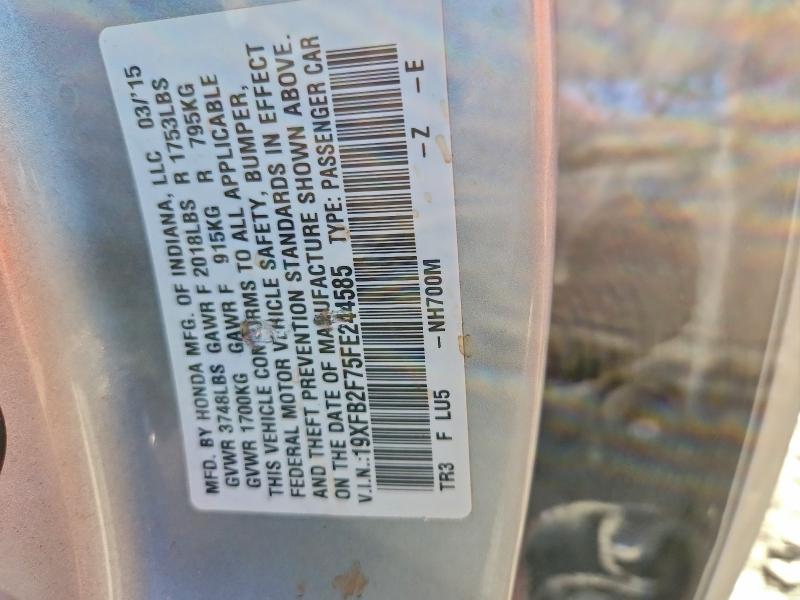 MFD. BY HONDA MFG. OF INDIANA, LLC 03/'15
GVWR 3748LBS GAWR F 2018LBS R 1753LBS
GVWR 1700KG GAWR F 915KG R 795KG
THIS VEHICLE CONFORMS TO ALL APPLICABLE
FEDERAL MOTOR VEHICLE SAFETY, BUMPER,
AND THEFT PREVENTION STANDARDS IN EFFECT
ON THE DATE OF MANUFACTURE SHOWN ABOVE.
V.I.N.:19XFB2F75FE244585 TYPE: PASSENGER CAR
TR3 F LU5 -NH700M -Z -E